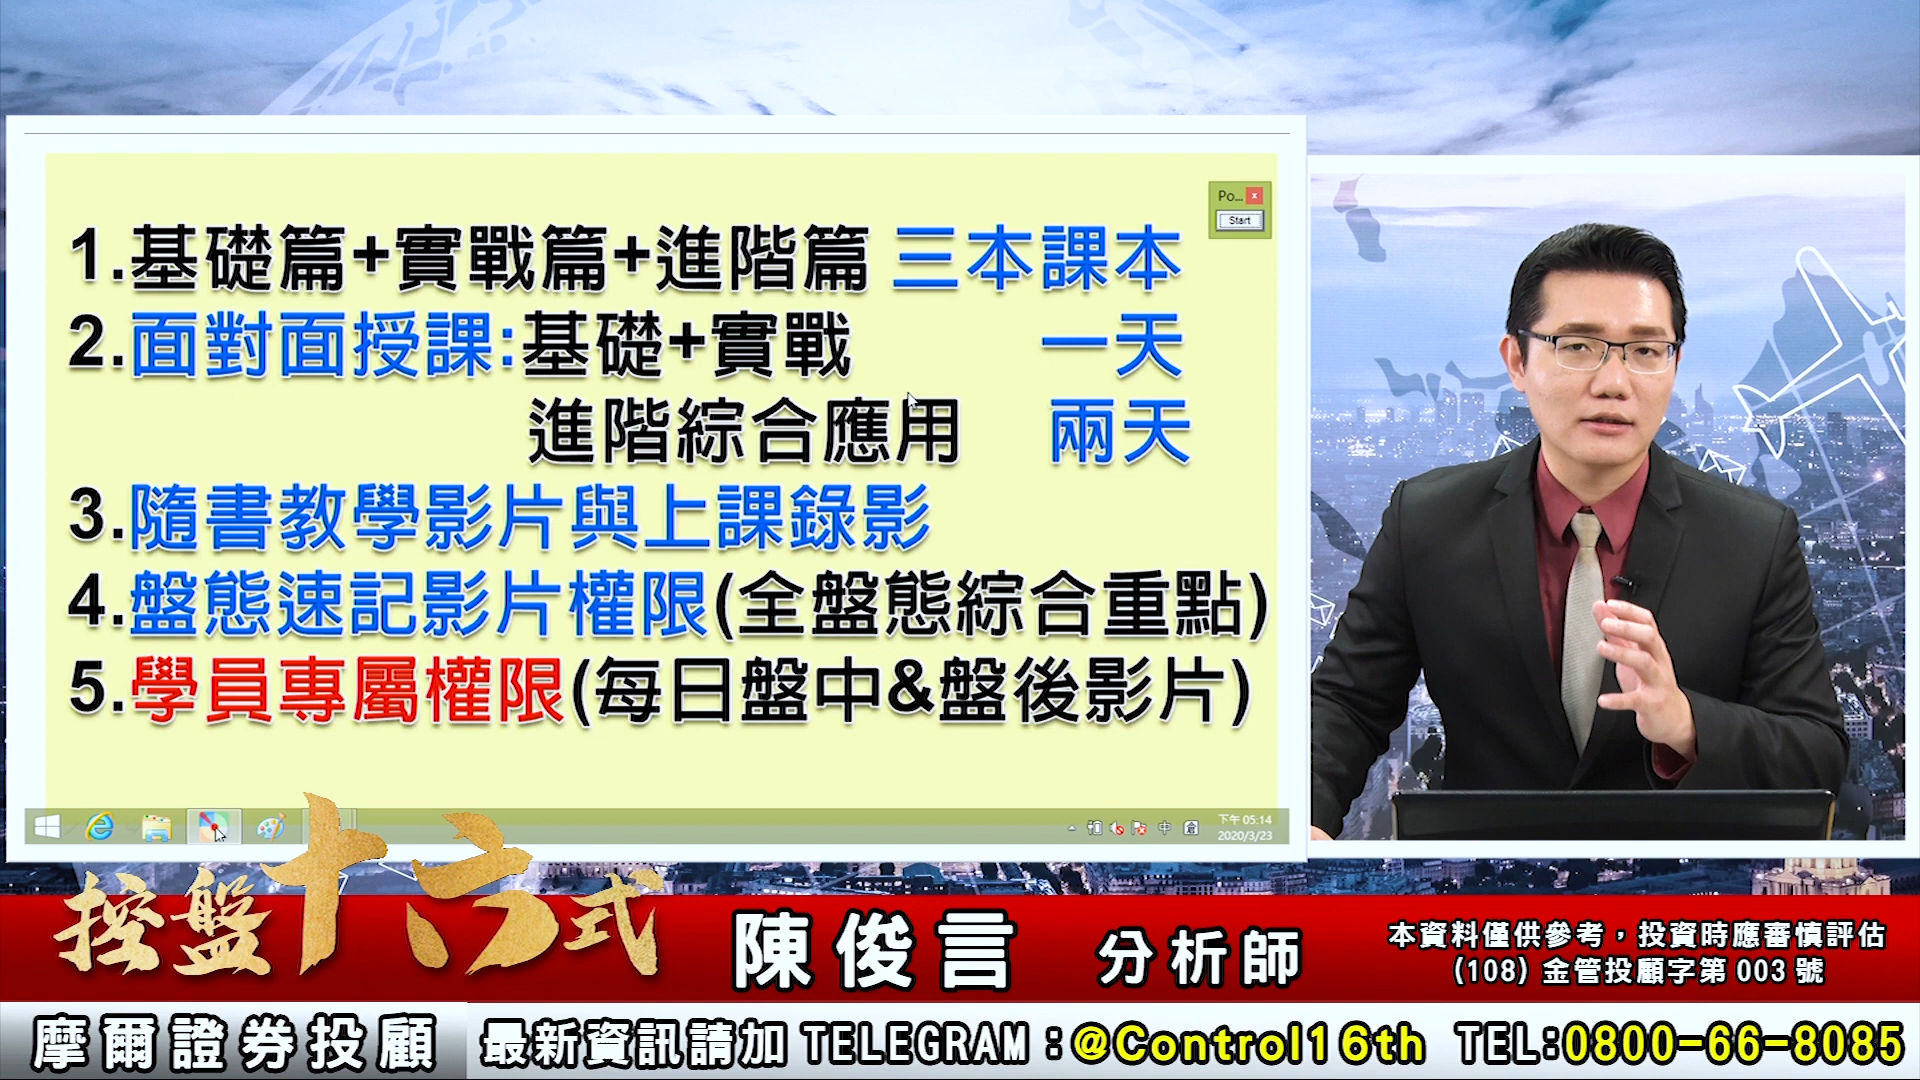 1.基礎篇+實戰篇+進階篇 三本課本
2.面對面授課:基礎+實戰 一天
進階綜合應用 兩天
3.隨書教學影片與上課錄影
4.盤態速記影片權限(全盤態綜合重點)
5.學員專屬權限(每日盤中&盤後影片)
Po... x
Start
中 倉
下午 05:14
2020/3/23
控盤十六式
陳俊言 分析師
本資料僅供參考，投資時應審慎評估
(108) 金管投顧字第 003 號
摩爾證券投顧
最新資訊請加 TELEGRAM：@Control16th TEL:0800-66-8085